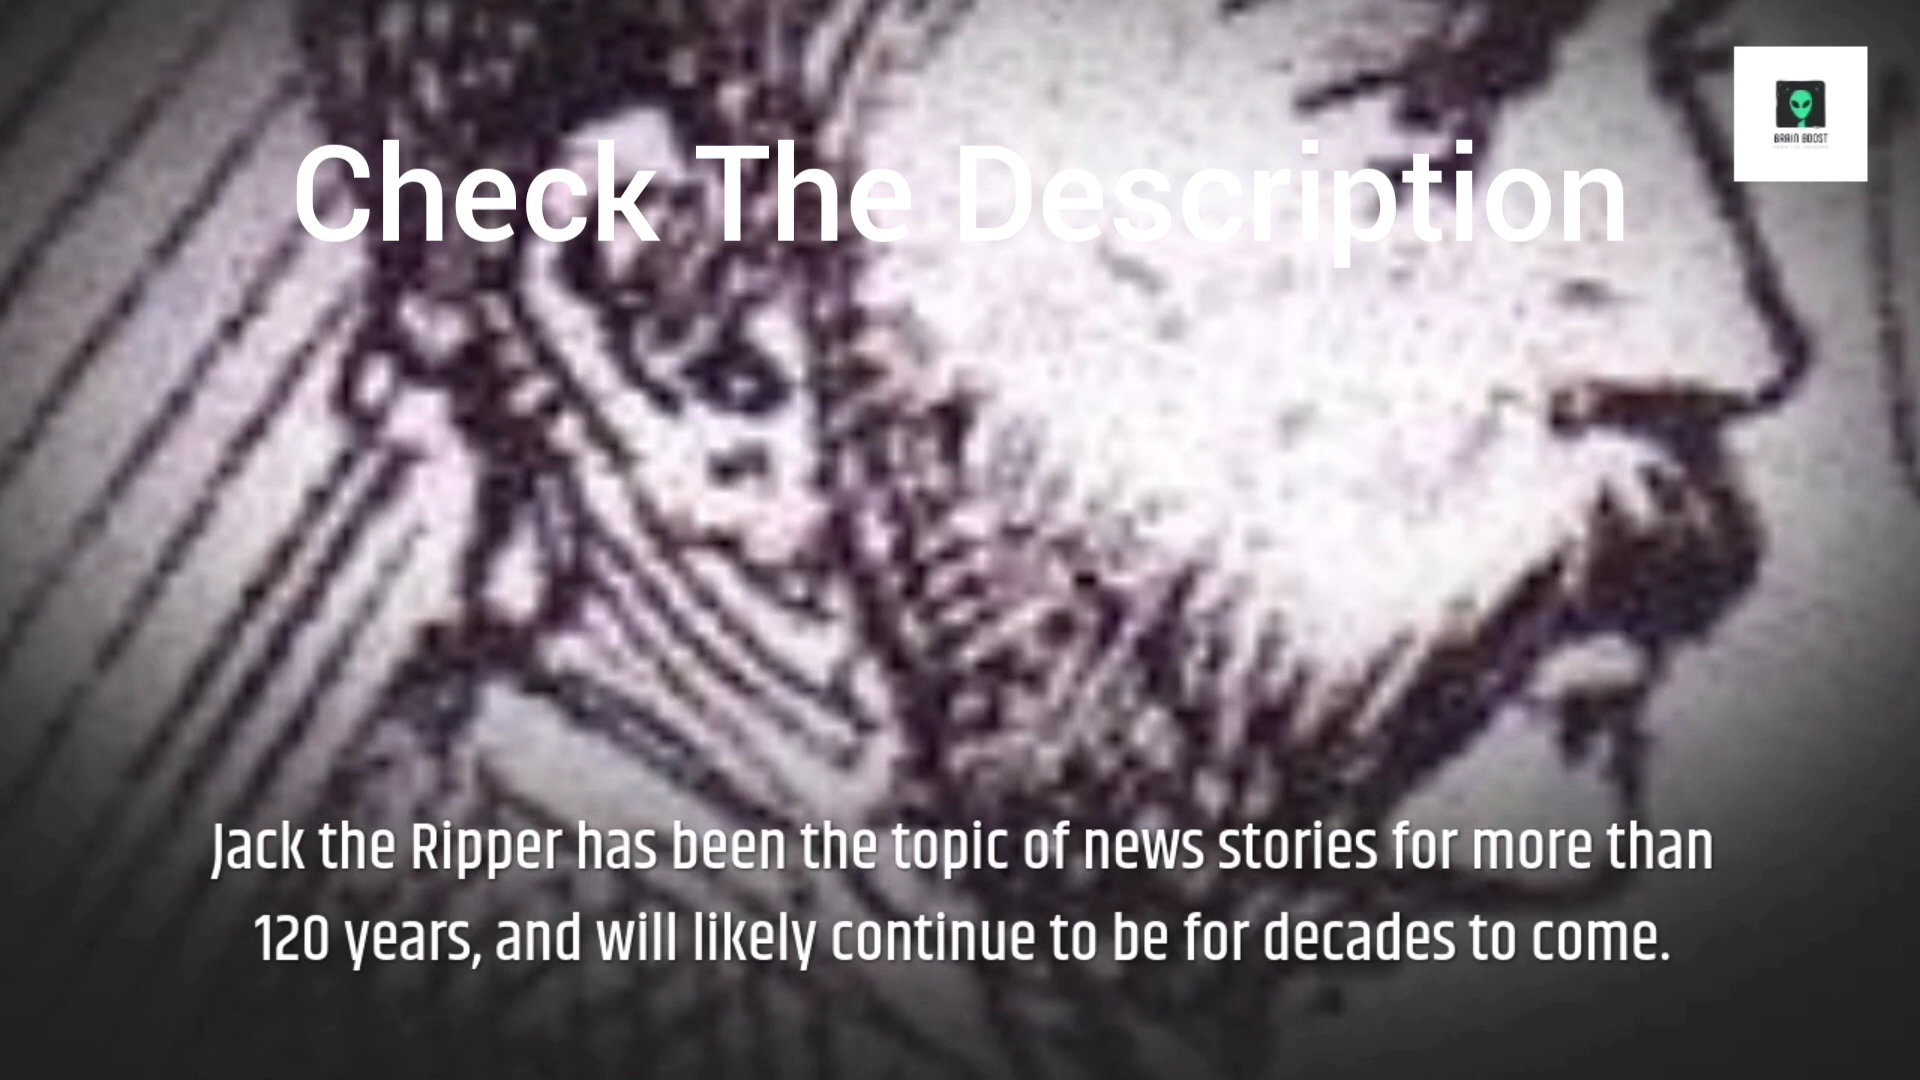 Check The Description
BRAIN BOOST
Jack the Ripper has been the topic of news stories for more than
120 years, and will likely continue to be for decades to come.